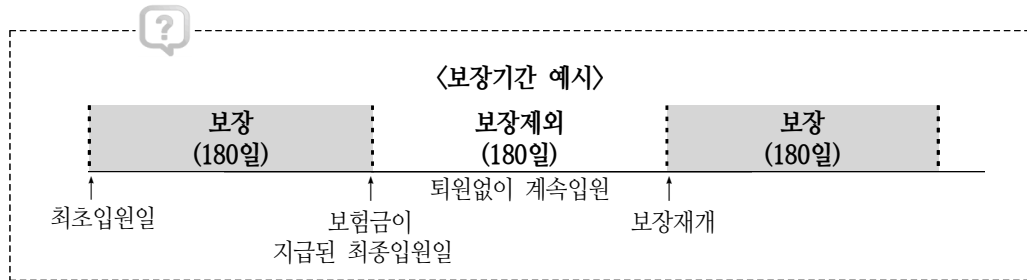 ?
〈보장기간 예시〉
보장
(180일)
보장제외
(180일)
보장
(180일)
퇴원없이 계속입원
최초입원일
보험금이
지급된 최종입원일
보장재개